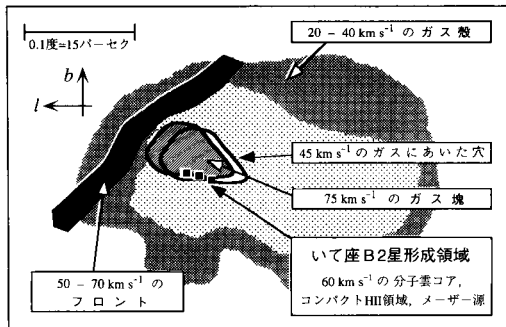 0.1度=15パーセク
b
l
20 – 40 km s⁻¹ の ガ ス 殻
45 km s⁻¹ のガスにあいた穴
75 km s⁻¹ の ガ ス 塊
いて座B2星形成領域
60 km s⁻¹ の 分子雲コア,
コンパクトHII領域, メーザー源
50 – 70 km s⁻¹ の
フ ロ ン ト